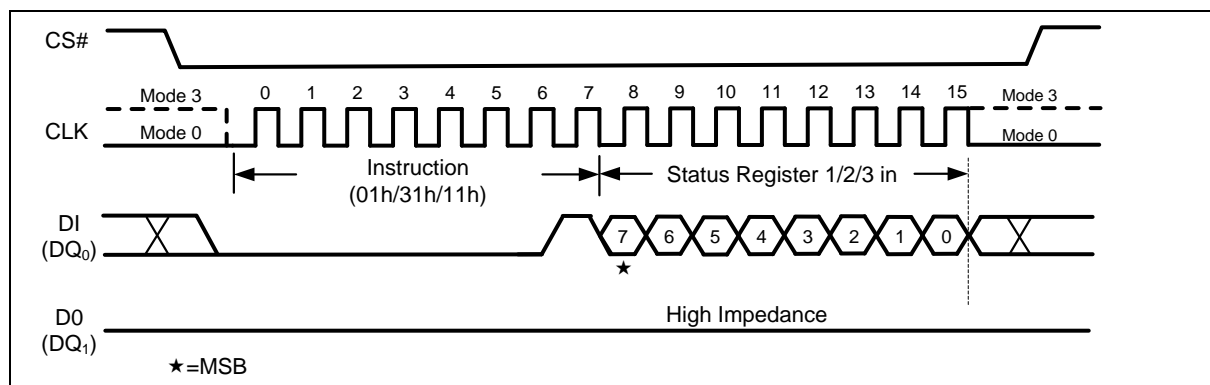 CS#
0 1 2 3 4 5 6 7 8 9 10 11 12 13 14 15
Mode 3 Mode 3
CLK
Mode 0 Mode 0
Instruction
(01h/31h/11h)
Status Register 1/2/3 in
DI
(DQ0)
7 6 5 4 3 2 1 0
★
High Impedance
D0
(DQ1)
★=MSB